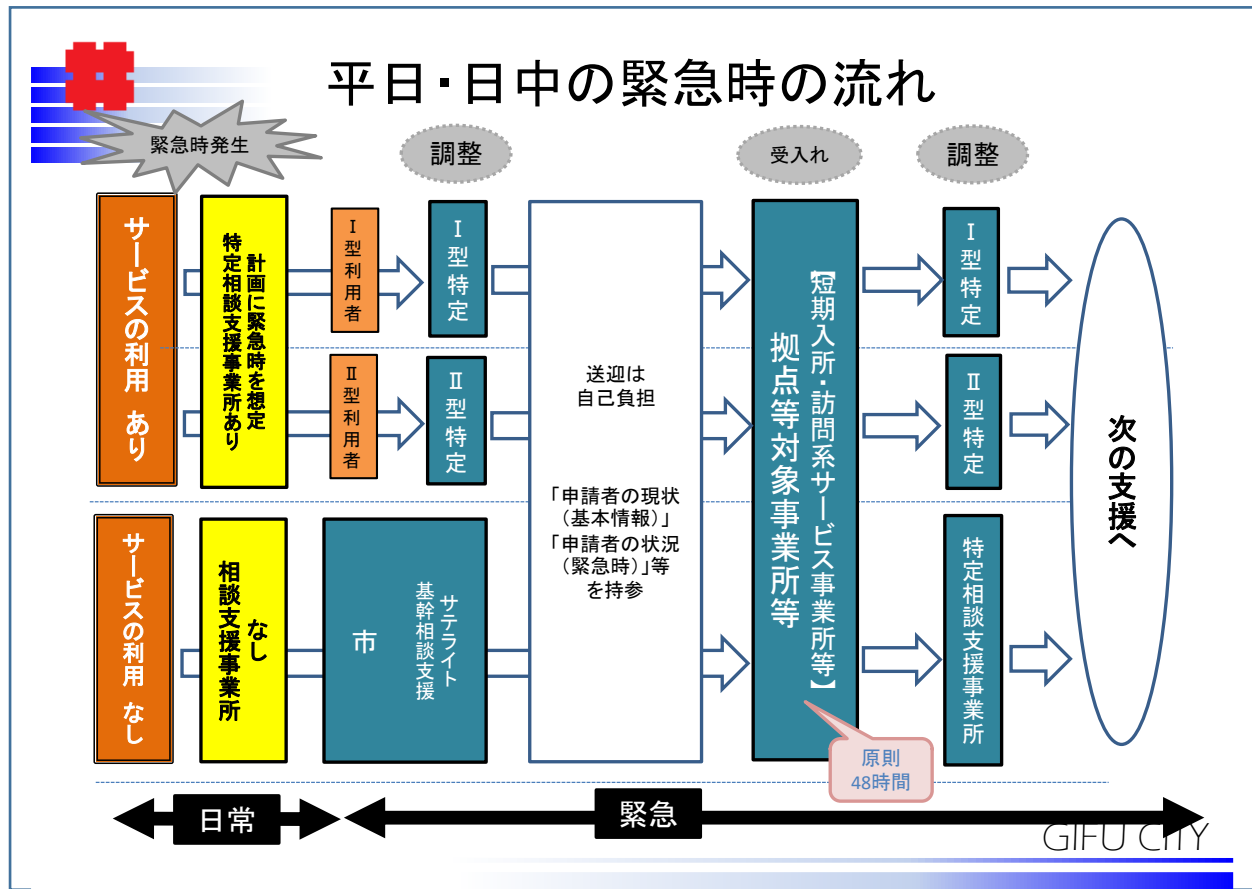 平日・日中の緊急時の流れ
緊急時発生
調整
受入れ
調整
サービスの利用 あり
計画に緊急時を想定
特定相談支援事業所あり
Ⅰ型利用者
Ⅰ型特定
Ⅱ型利用者
Ⅱ型特定
送迎は
自己負担
「申請者の現状
(基本情報)」
「申請者の状況
(緊急時)」等
を持参
【短期入所・訪問系サービス事業所等】
拠点等対象事業所等
Ⅰ型特定
Ⅱ型特定
次の支援へ
サービスの利用 なし
なし
相談支援事業所
サテライト
基幹相談支援
市
特定相談支援事業所
原則
48時間
日常
緊急
GIFU CITY